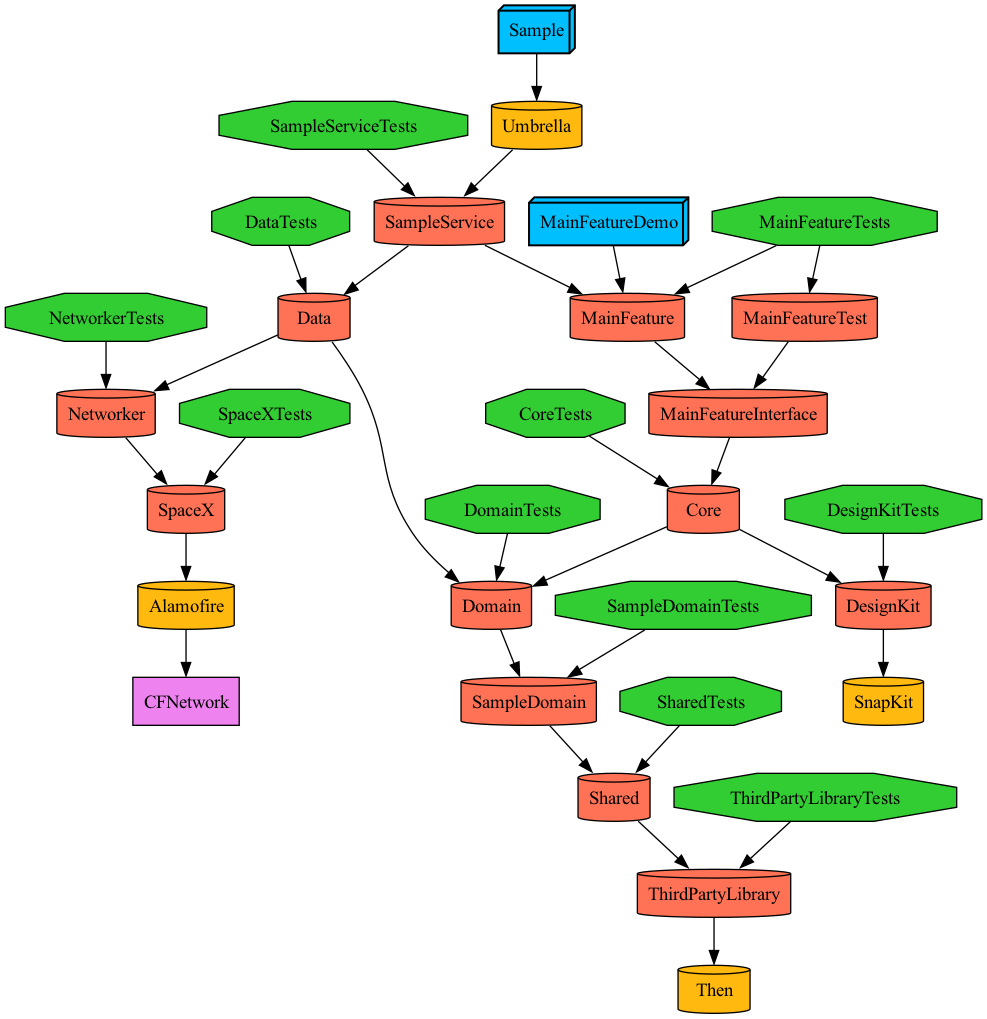 Sample
SampleServiceTests
Umbrella
DataTests
SampleService
MainFeatureDemo
MainFeatureTests
NetworkerTests
Data
MainFeature
MainFeatureTest
Networker
SpaceXTests
CoreTests
MainFeatureInterface
SpaceX
DomainTests
Core
DesignKitTests
Alamofire
Domain
SampleDomainTests
DesignKit
CFNetwork
SampleDomain
SharedTests
SnapKit
Shared
ThirdPartyLibraryTests
ThirdPartyLibrary
Then